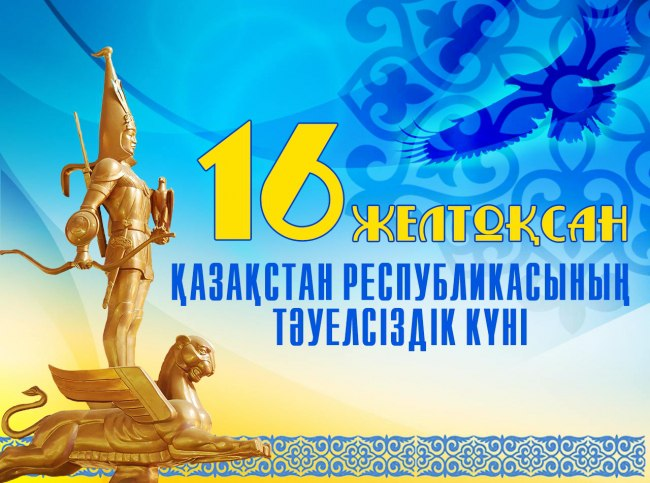 16 ЖЕЛТОҚСАН
ҚАЗАҚСТАН РЕСПУБЛИКАСЫНЫҢ
ТӘУЕЛСІЗДІК КҮНІ